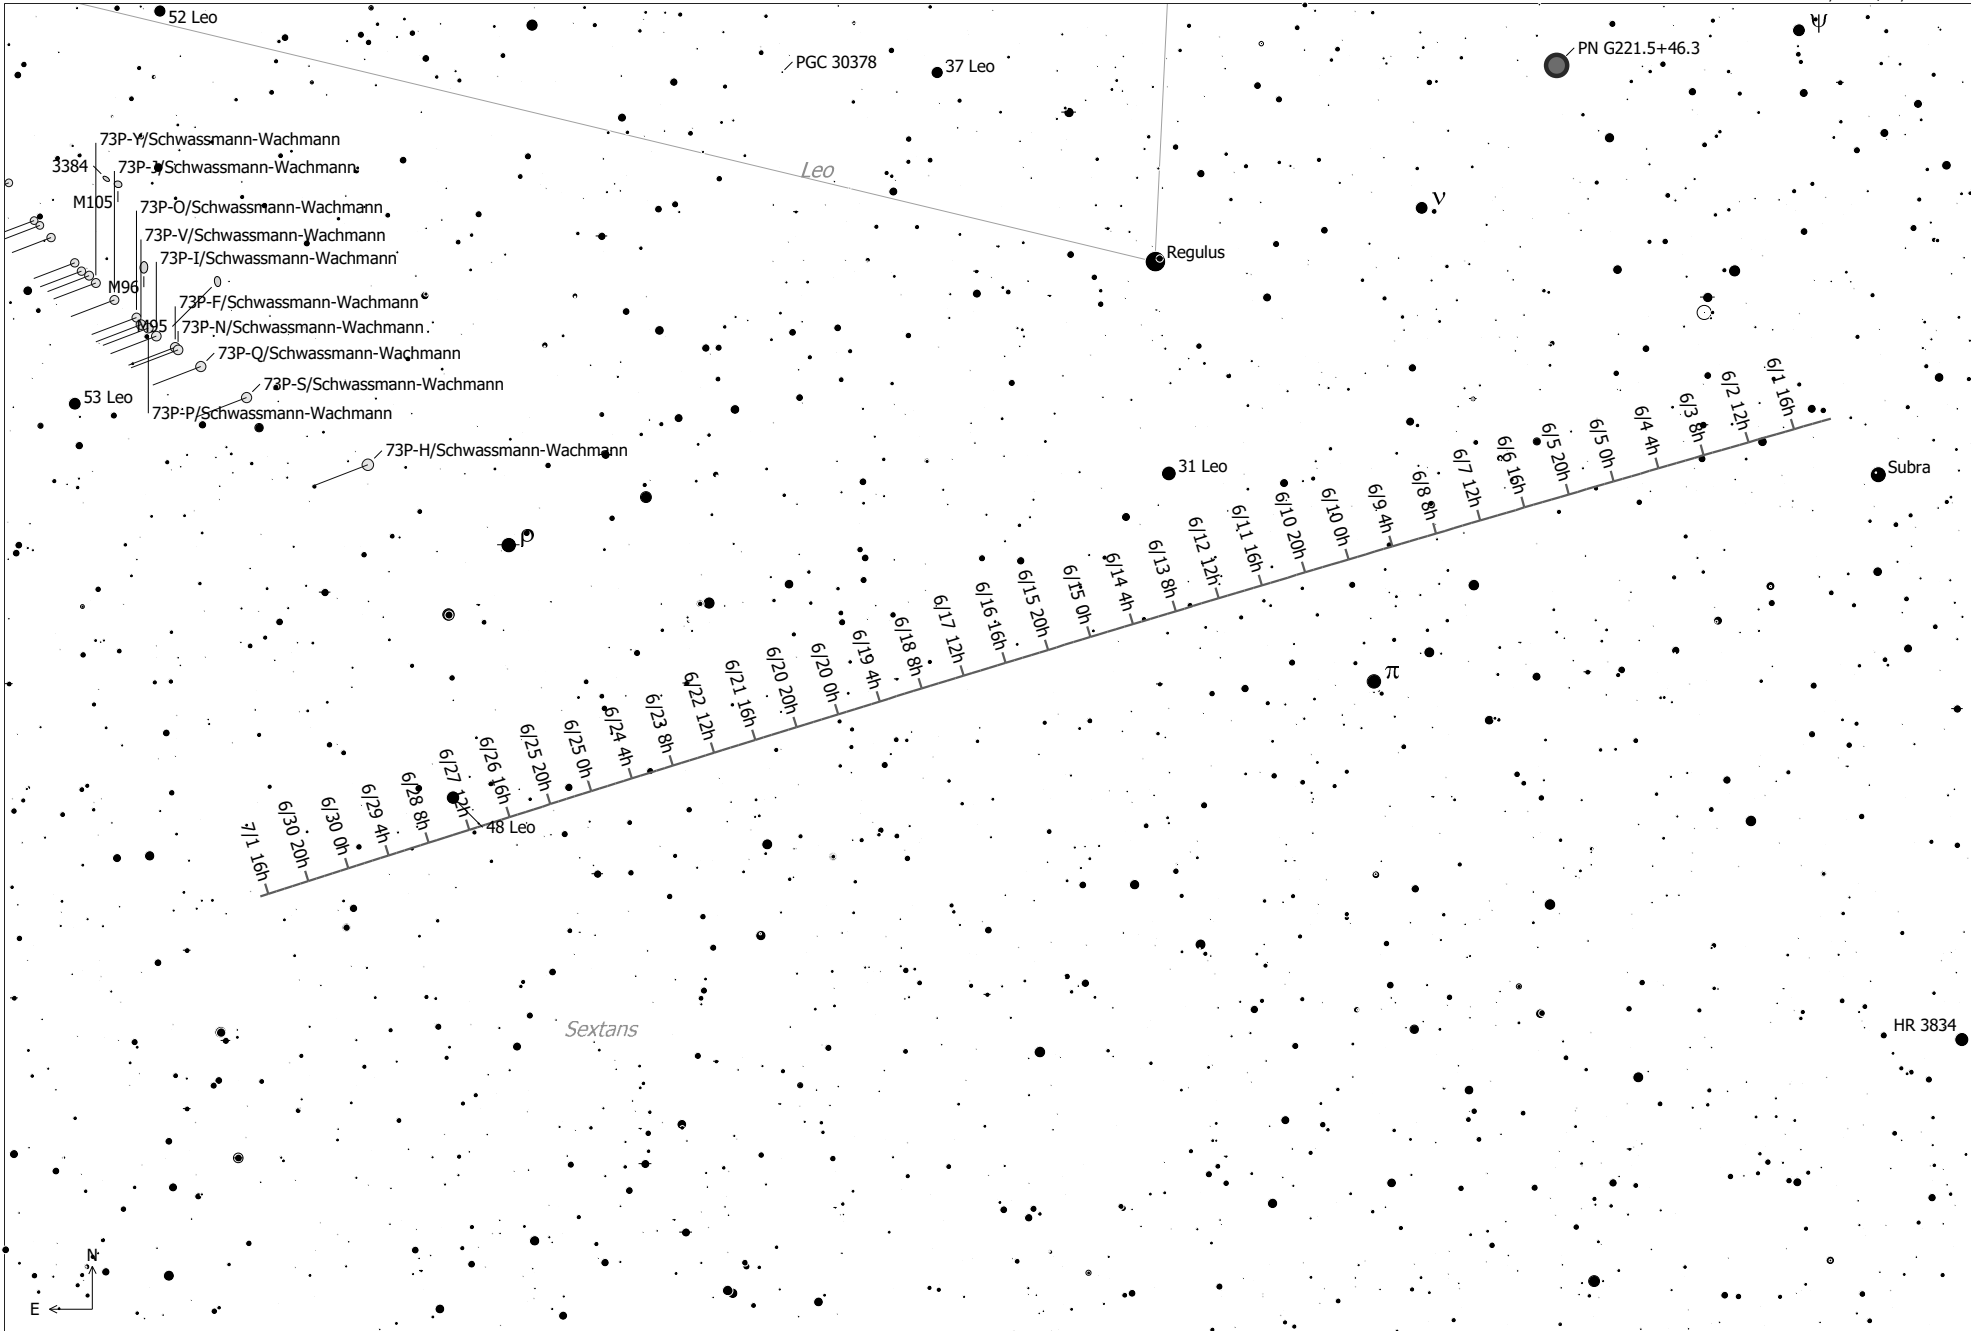 52 Leo
ψ
PN G221.5+46.3
PGC 30378
37 Leo
73P-Y/Schwassmann-Wachmann
3384
73P-J/Schwassmann-Wachmann
Leo
M105
ν
73P-O/Schwassmann-Wachmann
73P-V/Schwassmann-Wachmann
Regulus
73P-I/Schwassmann-Wachmann
M96
73P-F/Schwassmann-Wachmann
M95
73P-N/Schwassmann-Wachmann
73P-Q/Schwassmann-Wachmann
73P-S/Schwassmann-Wachmann
53 Leo
73P-P/Schwassmann-Wachmann
73P-H/Schwassmann-Wachmann
31 Leo
Subra
ρ
π
6/1 16h
6/2 12h
6/3 8h
6/4 4h
6/5 0h
6/5 20h
6/6 16h
6/7 12h
6/8 8h
6/9 4h
6/10 0h
6/10 20h
6/11 16h
6/12 12h
6/13 8h
6/14 4h
6/15 0h
6/15 20h
6/16 16h
6/17 12h
6/18 8h
6/19 4h
6/20 0h
6/20 20h
6/21 16h
6/22 12h
6/23 8h
6/24 4h
6/25 0h
6/25 20h
6/26 16h
6/27 12h
6/28 8h
6/29 4h
6/30 0h
6/30 20h
7/1 16h
48 Leo
Sextans
HR 3834
N
E